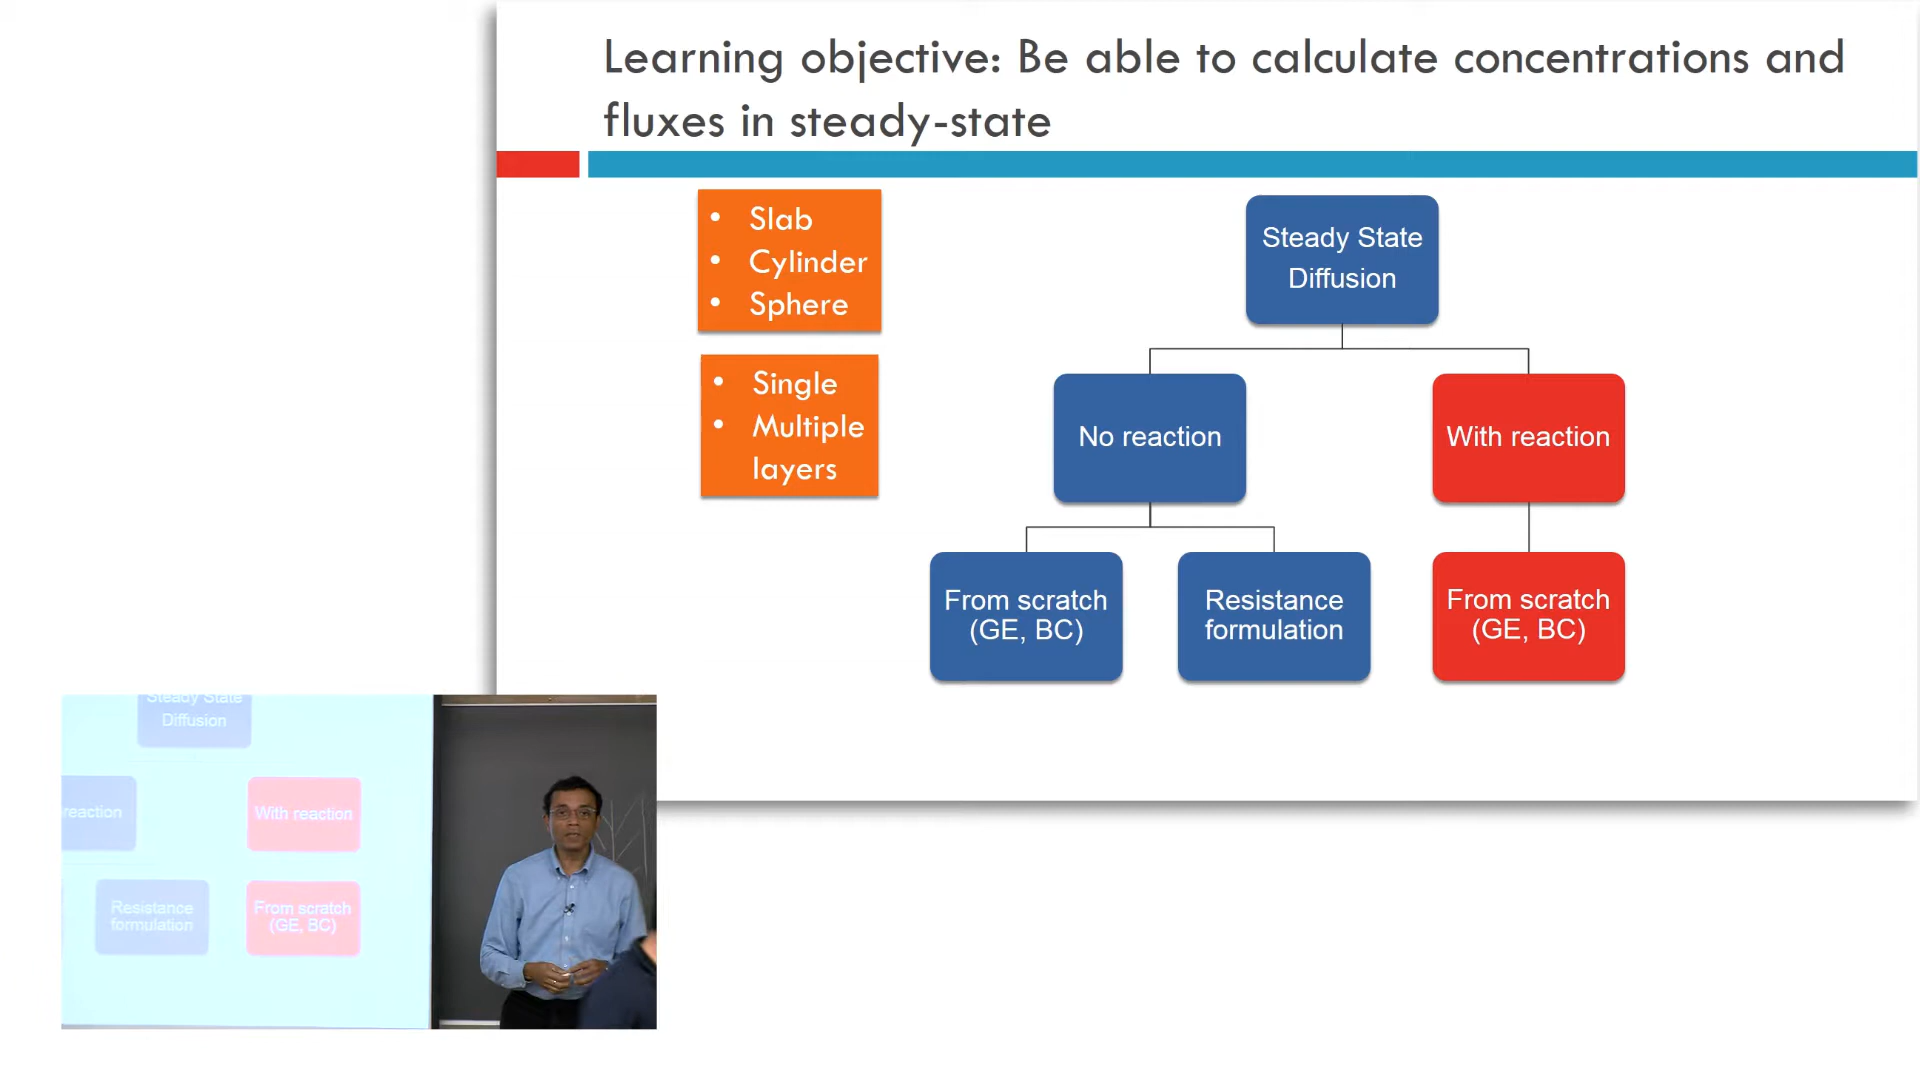 Learning objective: Be able to calculate concentrations and
fluxes in steady-state
• Slab
• Cylinder
• Sphere
• Single
• Multiple
layers
Steady State
Diffusion
No reaction
With reaction
From scratch
(GE, BC)
Resistance
formulation
From scratch
(GE, BC)
Steady State
Diffusion
reaction
With reaction
Resistance
formulation
From scratch
(GE, BC)